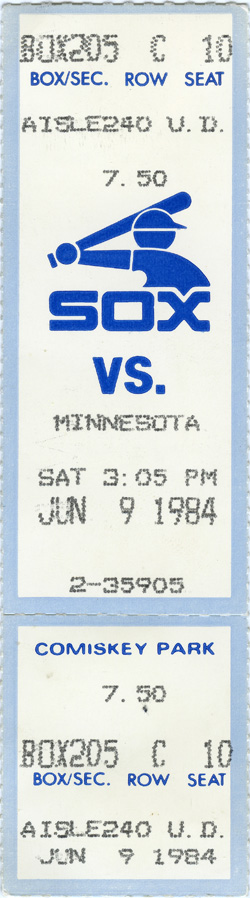 BOX205 C 10
BOX/SEC. ROW SEAT
AISLE240 U.D.
7.50
SOX
VS.
MINNESOTA
SAT 3:05 PM
JUN 9 1984
2-35905
COMISKEY PARK
7.50
BOX205 C 10
BOX/SEC. ROW SEAT
AISLE240 U.D.
JUN 9 1984